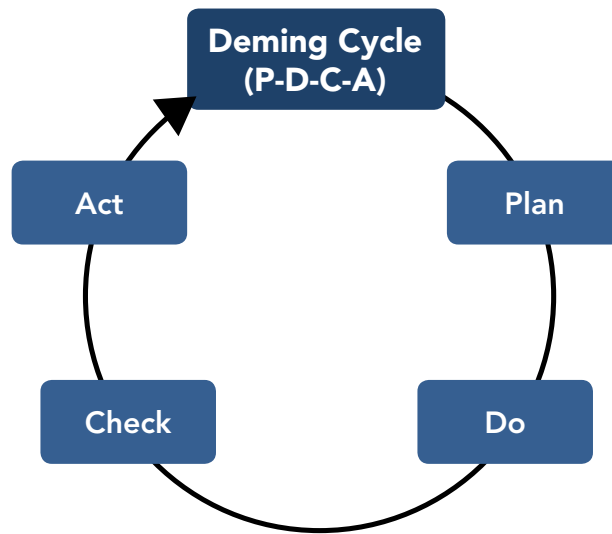 Deming Cycle
(P-D-C-A)
Plan
Do
Check
Act